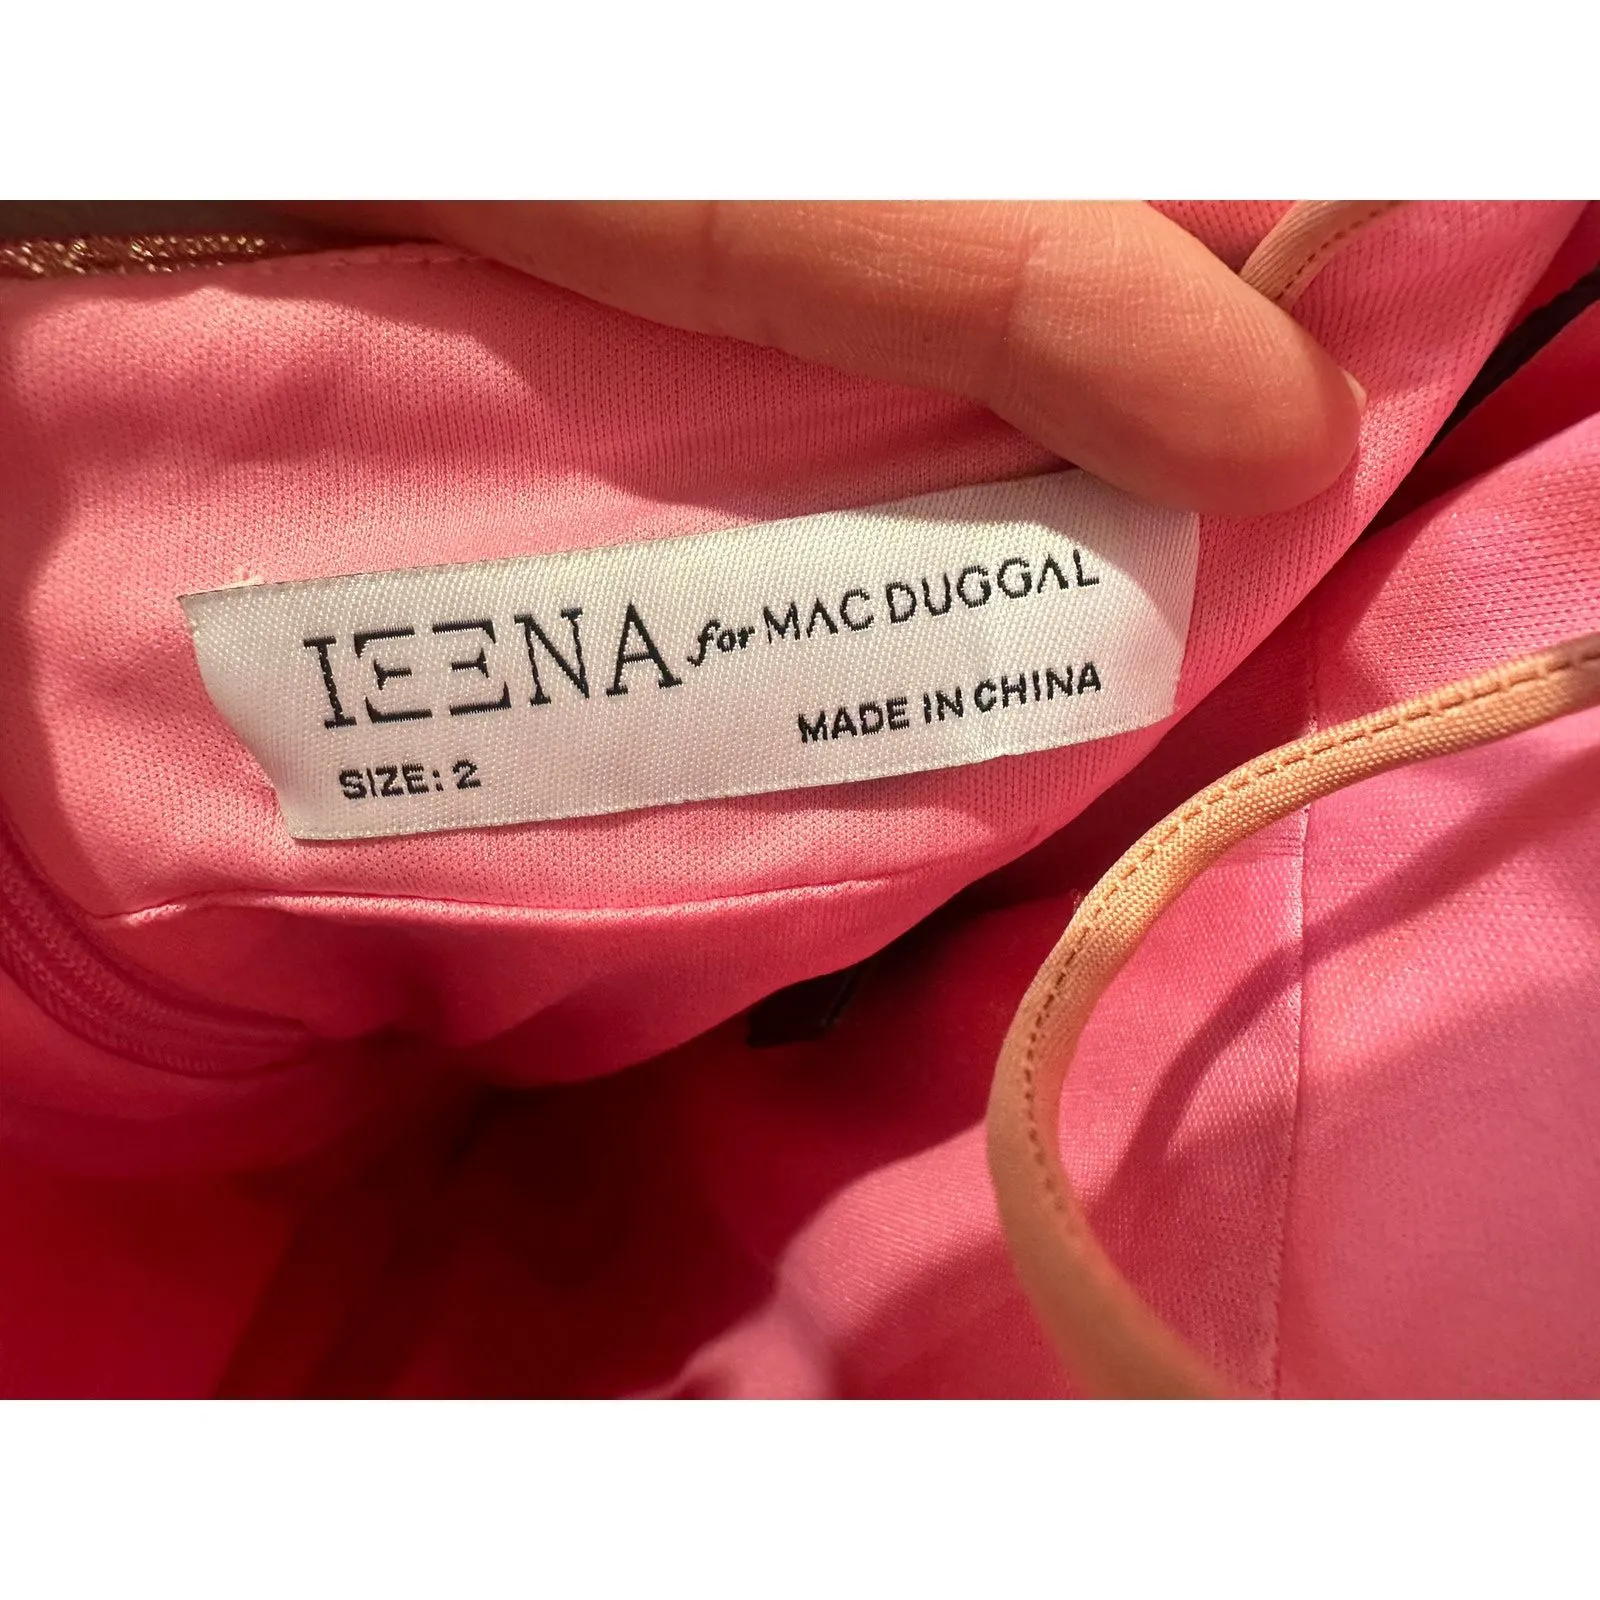 IEENA for MAC DUGGAL
MADE IN CHINA
SIZE: 2